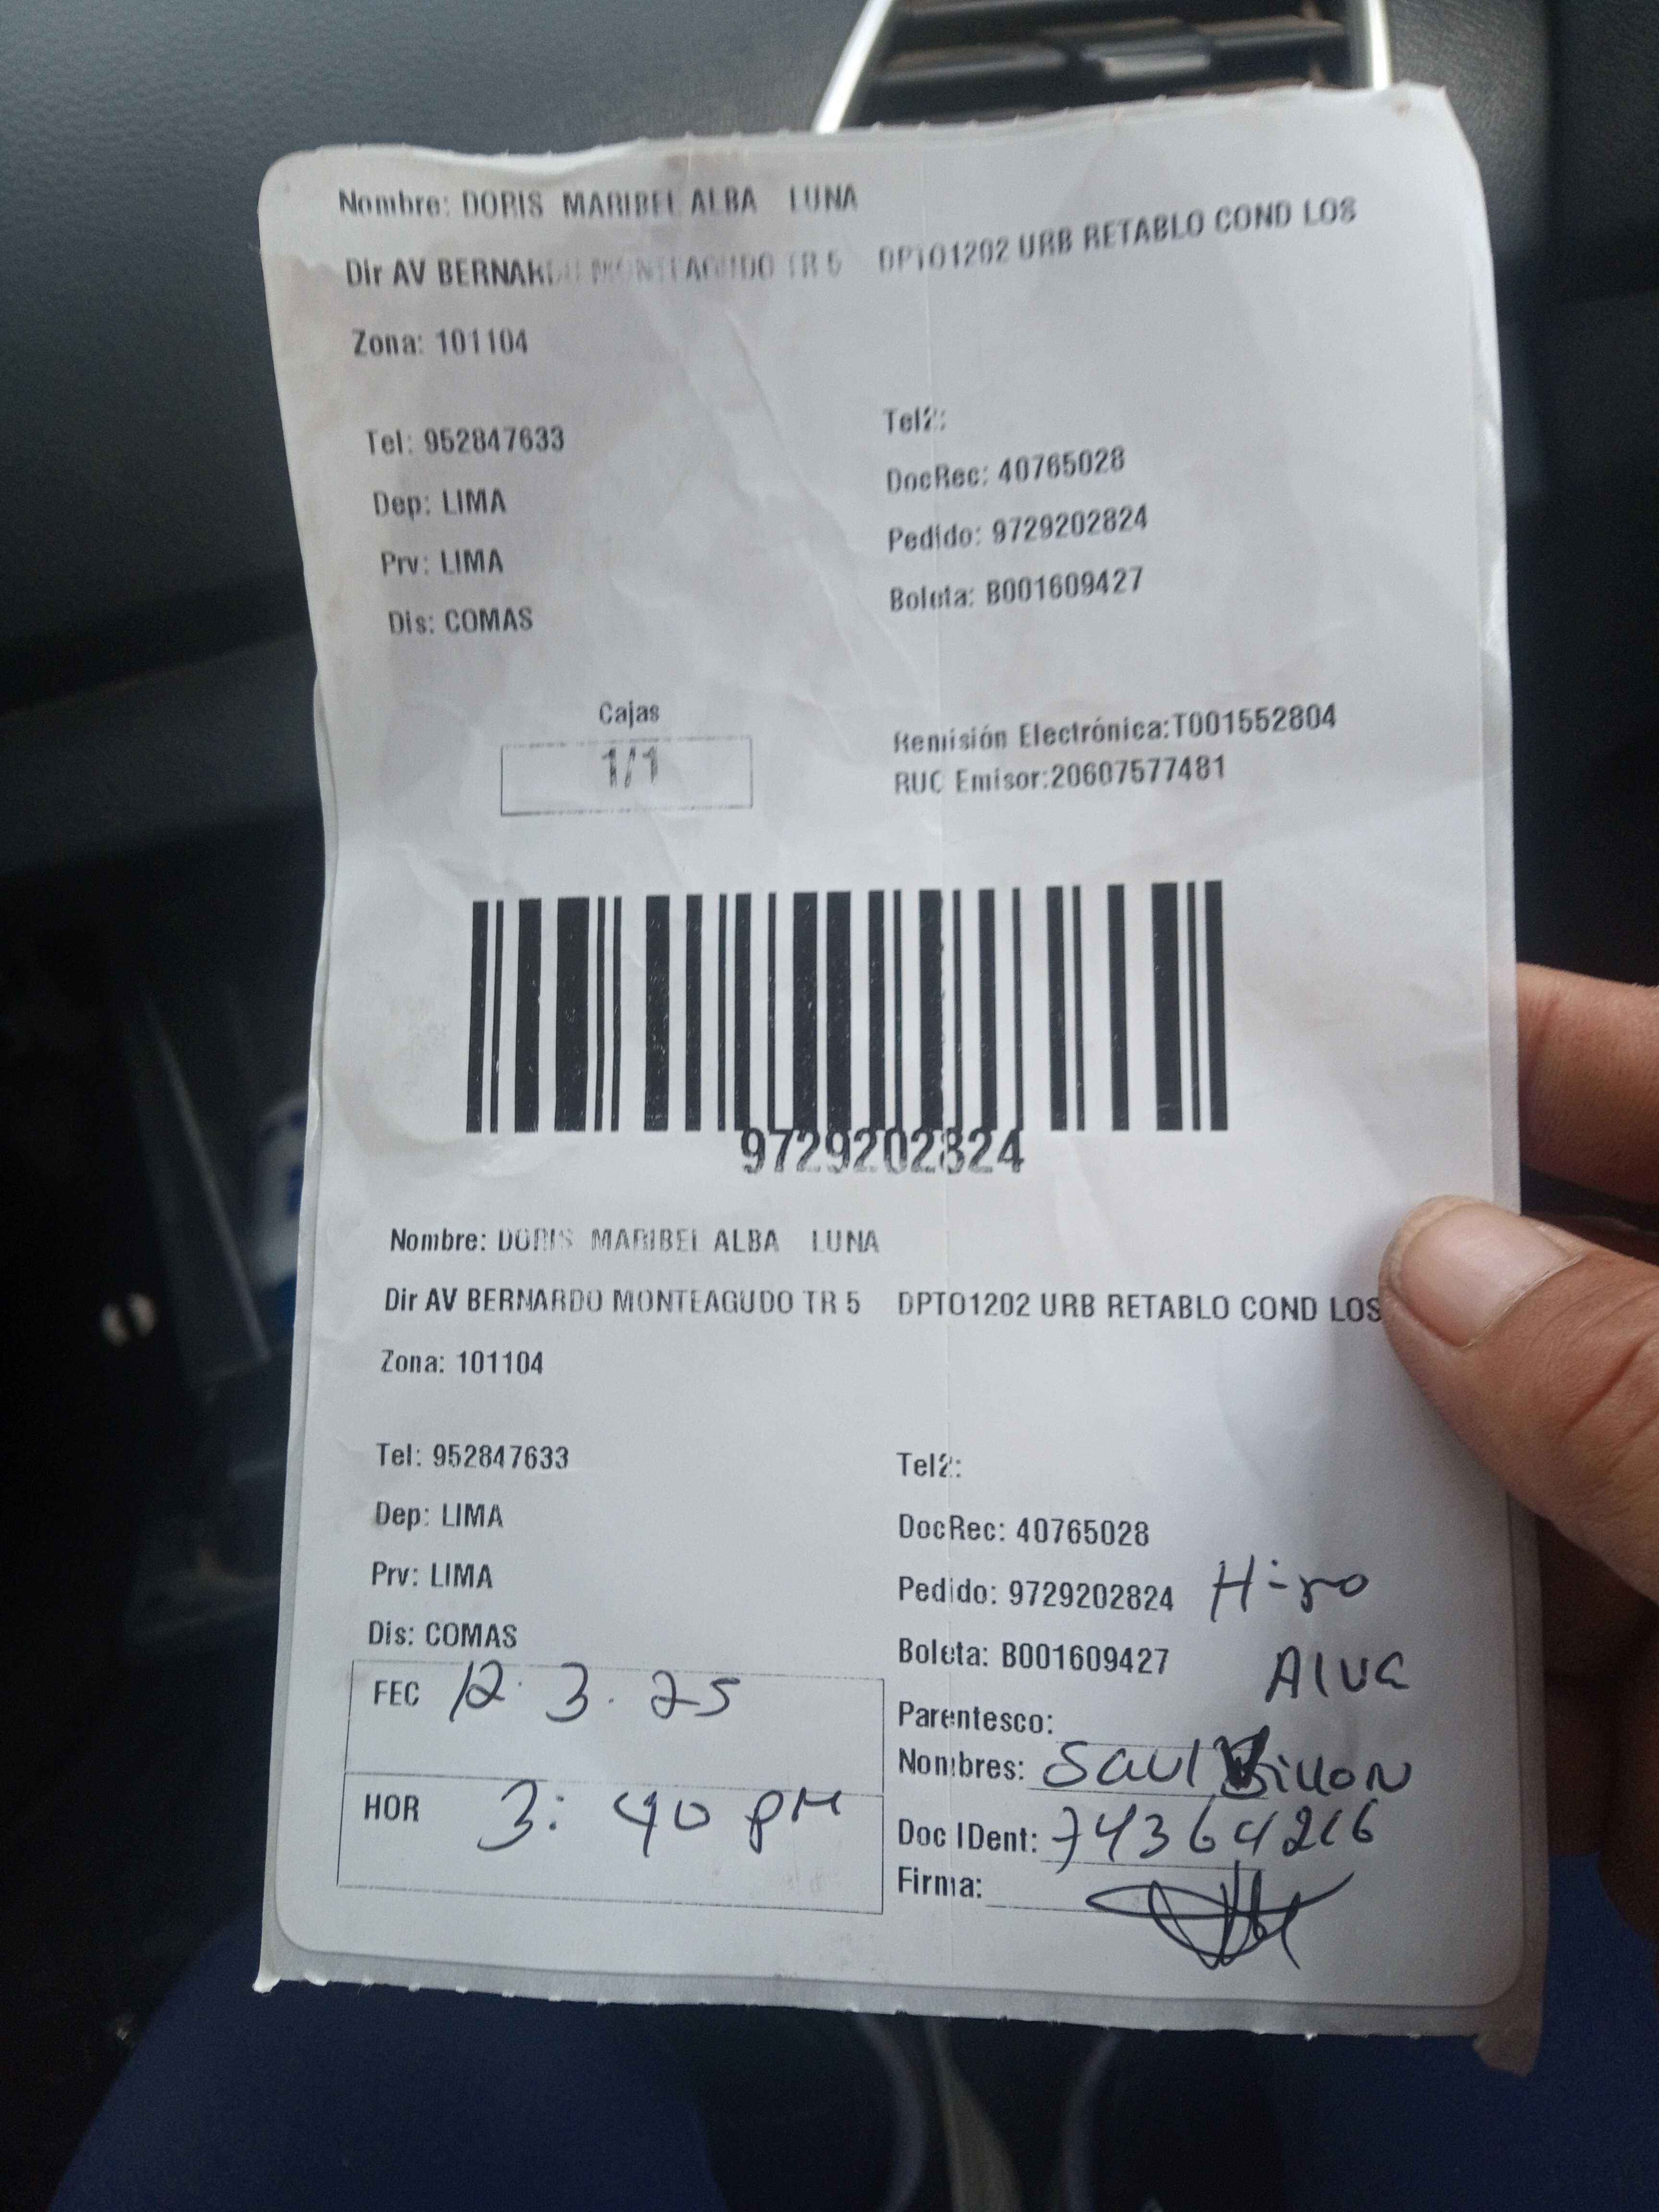 Nombre: DORIS MARIBEL ALBA LUNA
Dir AV BERNARDO MONTEAGUDO TR 5 DPTO1202 URB RETABLO COND LOS
Zona: 101104
Tel: 952847633
Tel2:
DocRec: 40765028
Dep: LIMA
Pedido: 9729202824
Prv: LIMA
Boleta: B001609427
Dis: COMAS
Cajas
1/1
Remisión Electrónica:T001552804
RUC Emisor:20607577481
9729202824
Nombre: DORIS MARIBEL ALBA LUNA
Dir AV BERNARDO MONTEAGUDO TR 5 DPTO1202 URB RETABLO COND LOS
Zona: 101104
Tel: 952847633
Tel2:
Dep: LIMA
DocRec: 40765028
Prv: LIMA
Pedido: 9729202824 Hijo
Dis: COMAS
Boleta: B001609427
FEC 12. 3. 25
Parentesco:
Nombres: Saul
HOR 3: 40 PM
Doc IDent:
Firma: